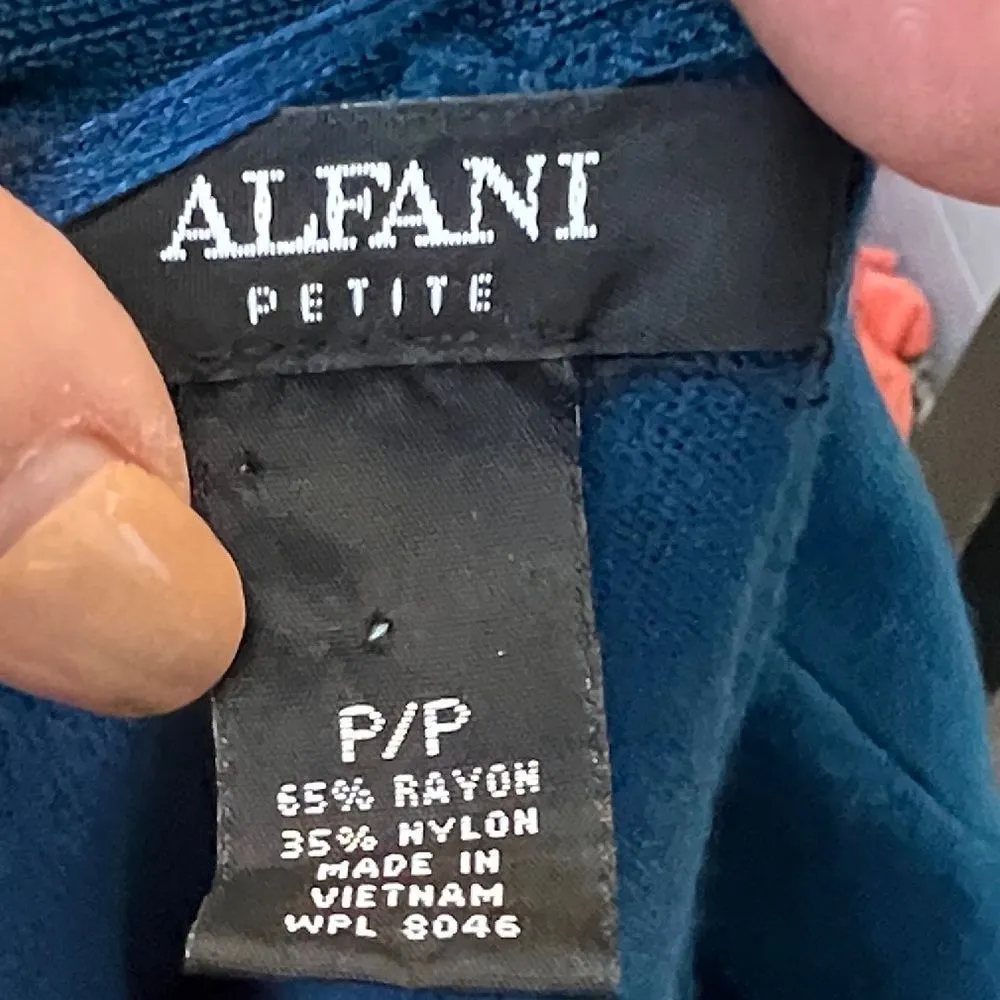 ALFANI
PETITE
P/P
65% RAYON
35% NYLON
MADE IN
VIETNAM
WPL 8046